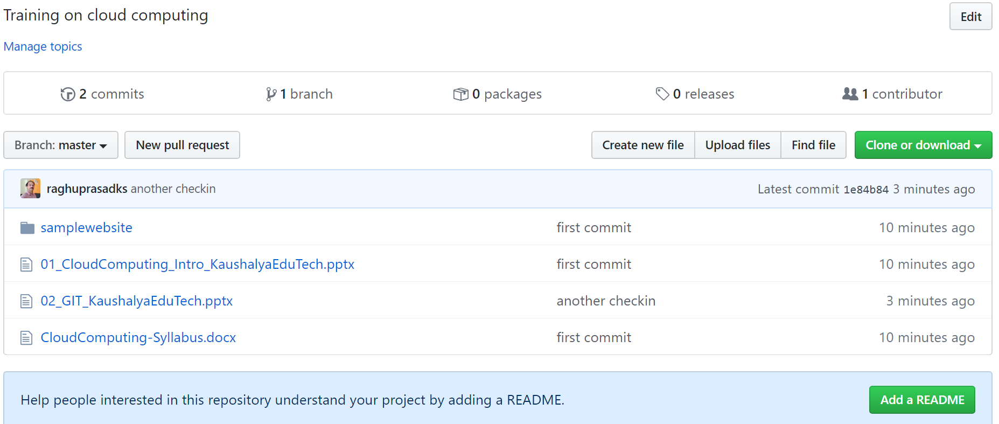 Training on cloud computing
Edit
Manage topics
2 commits
1 branch
0 packages
0 releases
1 contributor
Branch: master
New pull request
Create new file
Upload files
Find file
Clone or download
raghuprasadks another checkin
Latest commit 1e84b84 3 minutes ago
samplewebsite first commit 10 minutes ago
01_CloudComputing_Intro_KaushalyaEduTech.pptx first commit 10 minutes ago
02_GIT_KaushalyaEduTech.pptx another checkin 3 minutes ago
CloudComputing-Syllabus.docx first commit 10 minutes ago
Help people interested in this repository understand your project by adding a README.
Add a README